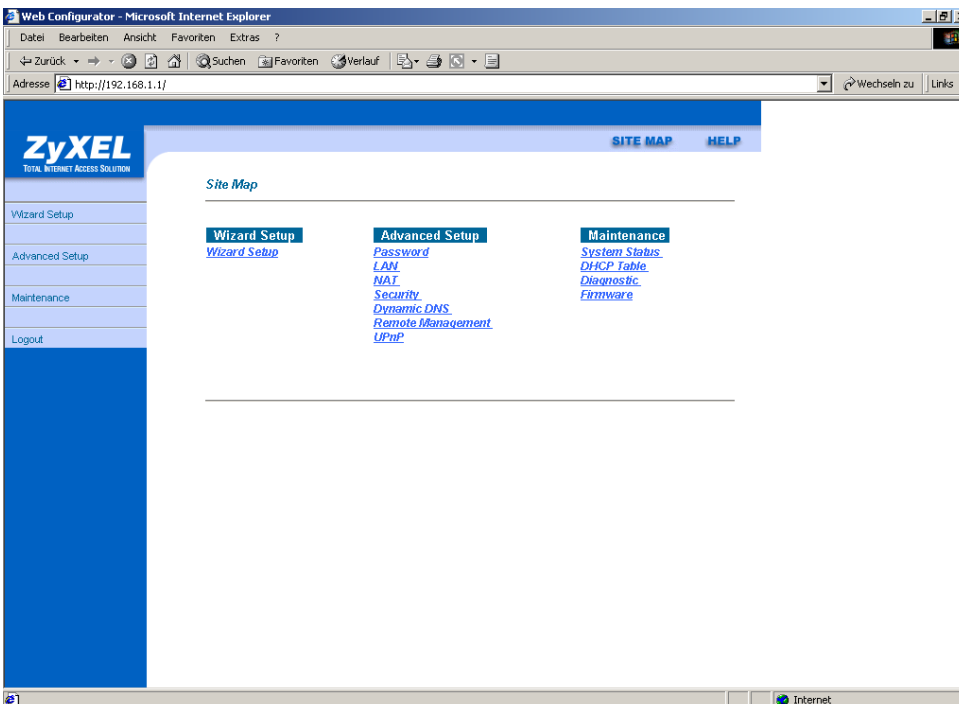 Web Configurator - Microsoft Internet Explorer
Datei Bearbeiten Ansicht Favoriten Extras ?
Zurück Suchen Favoriten Verlauf
Adresse http://192.168.1.1/ Wechseln zu Links
ZyXEL
TOTAL INTERNET ACCESS SOLUTION
SITE MAP HELP
Wizard Setup
Advanced Setup
Maintenance
Logout
Site Map
Wizard Setup
Wizard Setup
Advanced Setup
Password
LAN
NAT
Security
Dynamic DNS
Remote Management
UPnP
Maintenance
System Status
DHCP Table
Diagnostic
Firmware
Internet